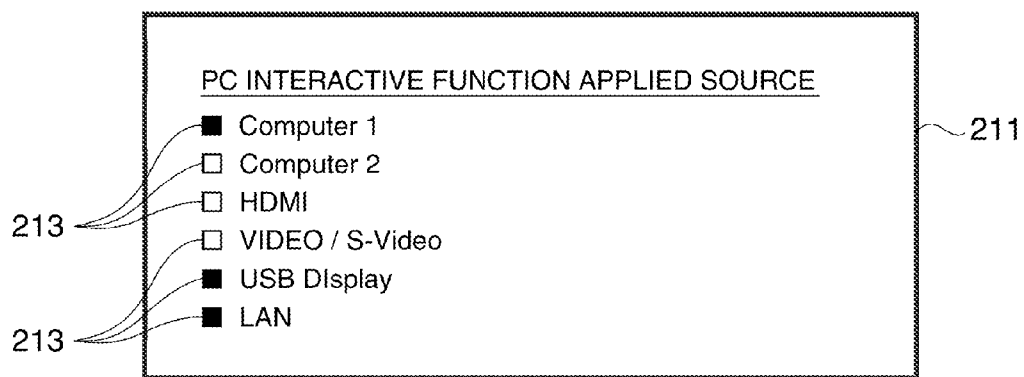 PC INTERACTIVE FUNCTION APPLIED SOURCE
Computer 1
Computer 2
HDMI
VIDEO / S-Video
USB DIsplay
LAN
211
213
213